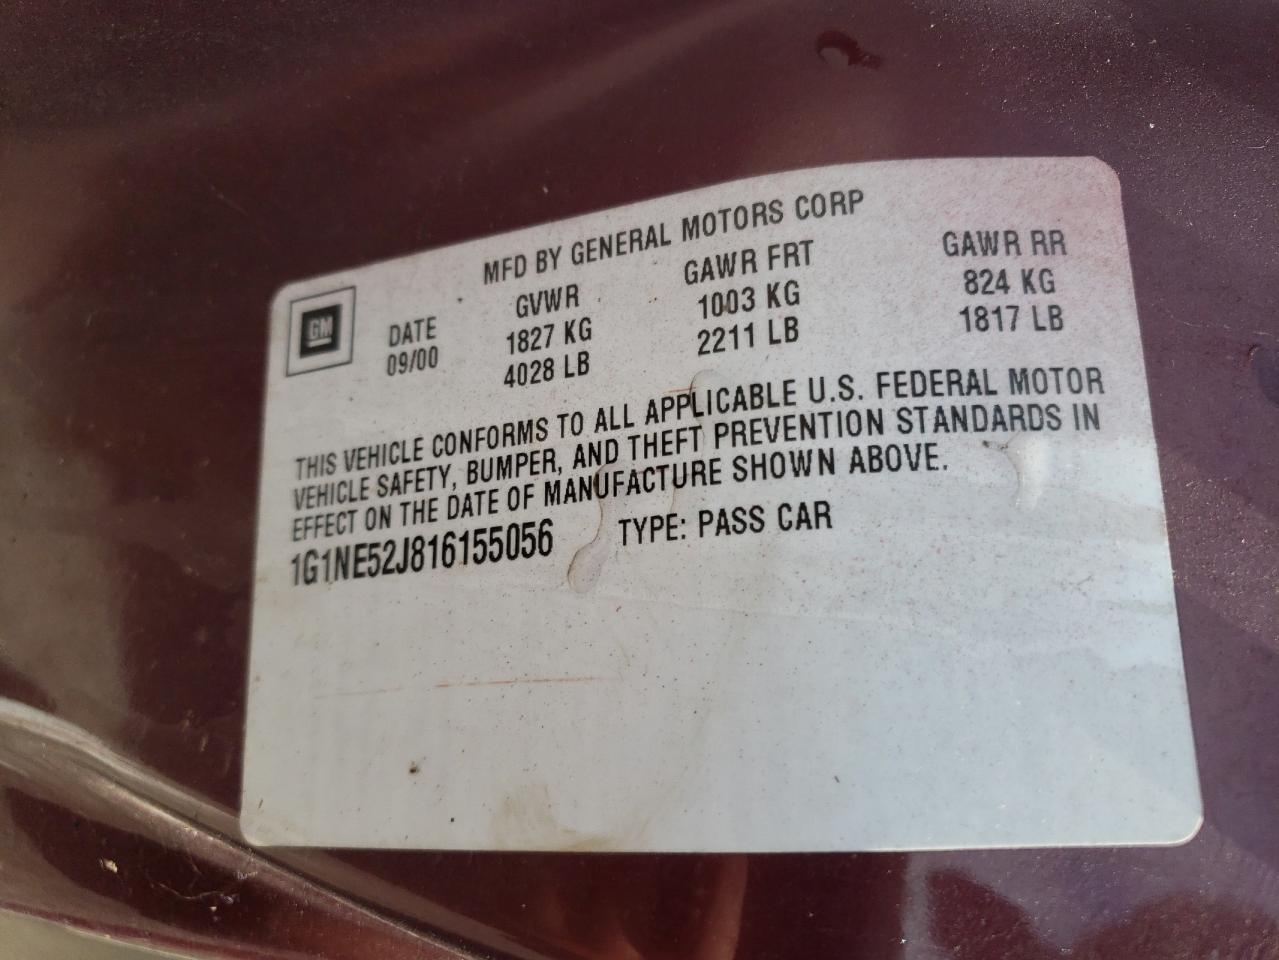 MFD BY GENERAL MOTORS CORP
GM
DATE GVWR GAWR FRT GAWR RR
09/00 1827 KG 1003 KG 824 KG
4028 LB 2211 LB 1817 LB
THIS VEHICLE CONFORMS TO ALL APPLICABLE U.S. FEDERAL MOTOR
VEHICLE SAFETY, BUMPER, AND THEFT PREVENTION STANDARDS IN
EFFECT ON THE DATE OF MANUFACTURE SHOWN ABOVE.
1G1NE52J816155056 TYPE: PASS CAR